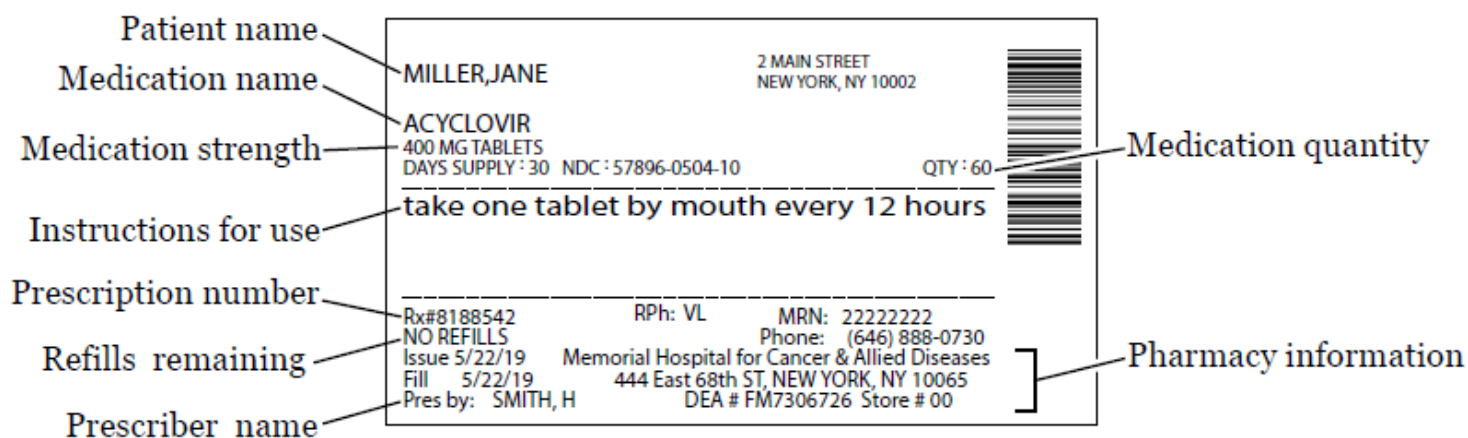 Patient name
Medication name
Medication strength
Instructions for use
Prescription number
Refills remaining
Prescriber name
MILLER,JANE
2 MAIN STREET
NEW YORK, NY 10002
ACYCLOVIR
400 MG TABLETS
DAYS SUPPLY : 30 NDC : 57896-0504-10 QTY : 60
take one tablet by mouth every 12 hours
Rx#8188542 RPh: VL MRN: 22222222
NO REFILLS Phone: (646) 888-0730
Issue 5/22/19 Memorial Hospital for Cancer & Allied Diseases
Fill 5/22/19 444 East 68th ST, NEW YORK, NY 10065
Pres by: SMITH, H DEA # FM7306726 Store # 00
Medication quantity
Pharmacy information